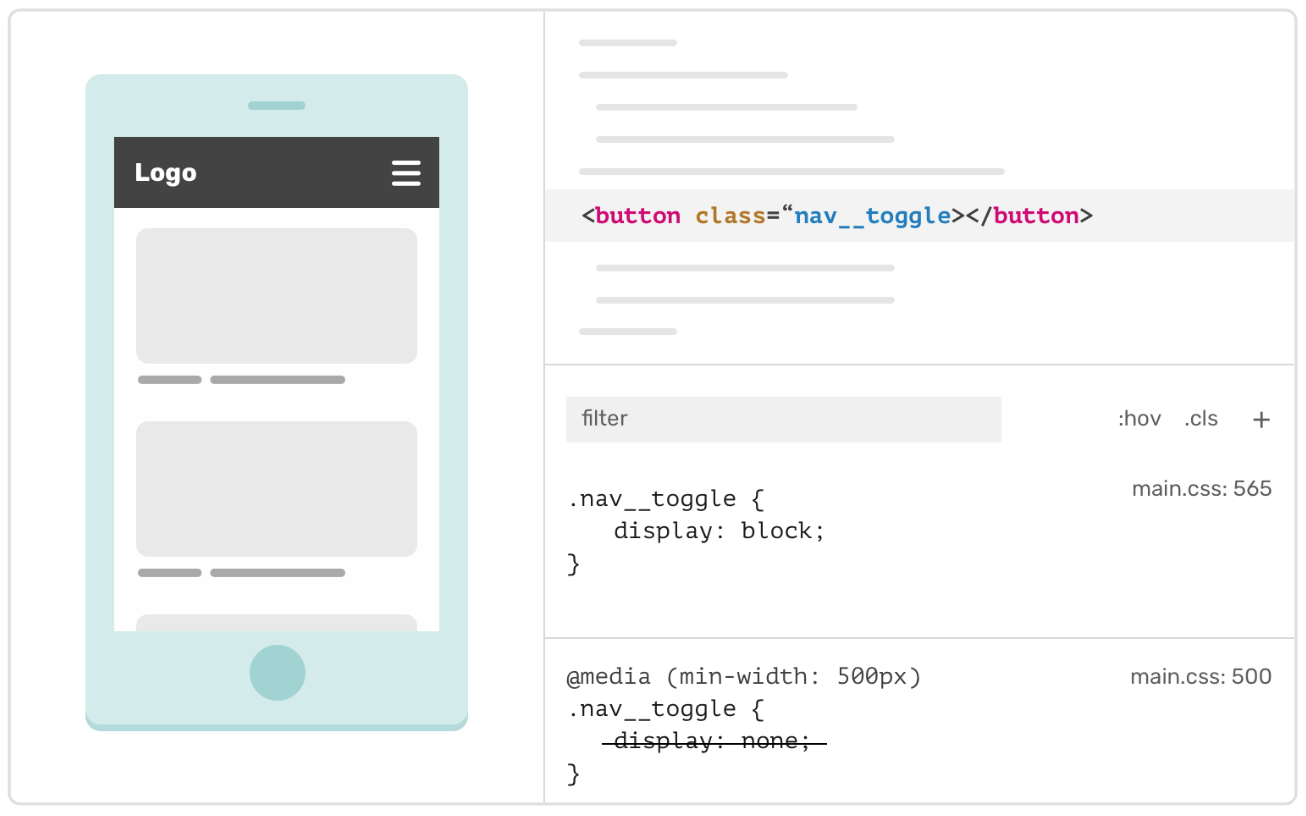 Logo
<button class=“nav__toggle></button>
filter :hov .cls +
.nav__toggle { main.css: 565
display: block;
}
@media (min-width: 500px) main.css: 500
.nav__toggle {
display: none;
}